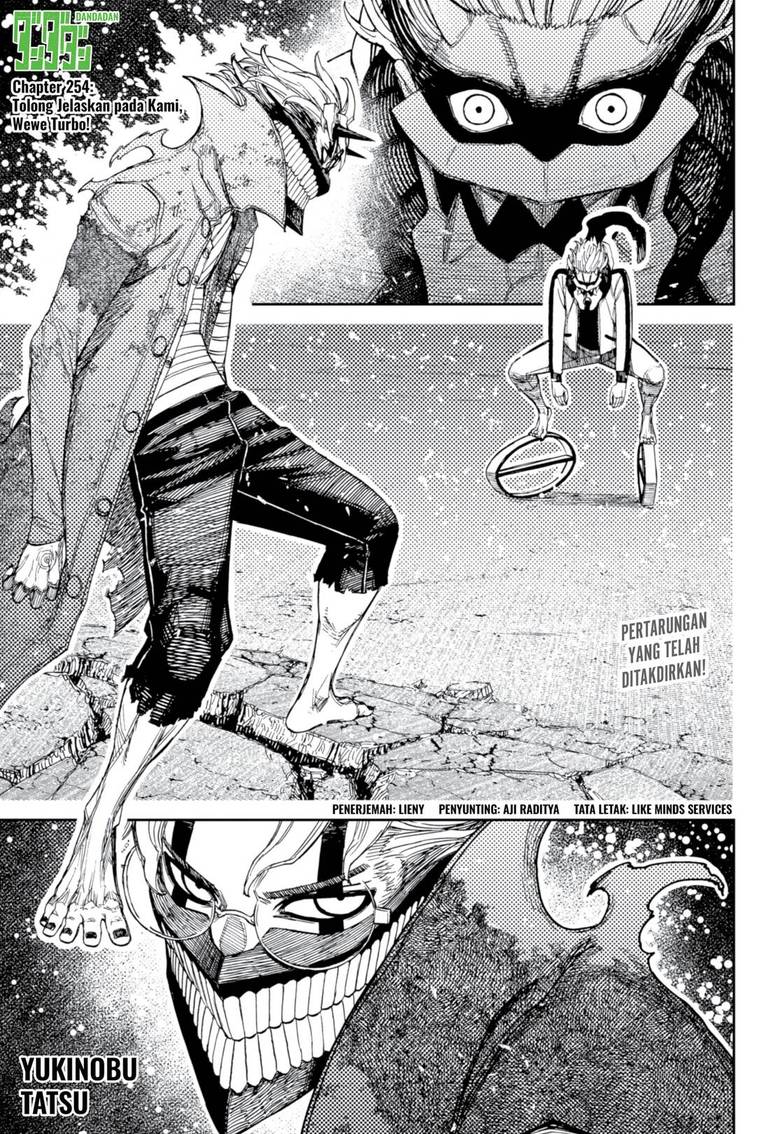 DANDADAN
ダンダダン
Chapter 254:
Tolong Jelaskan pada Kami,
Wewe Turbo!
PERTARUNGAN
YANG TELAH
DITAKDIRKAN!
PENERJEMAH: LIENY PENYUNTING: AJI RADITYA TATA LETAK: LIKE MINDS SERVICES
YUKINOBU
TATSU